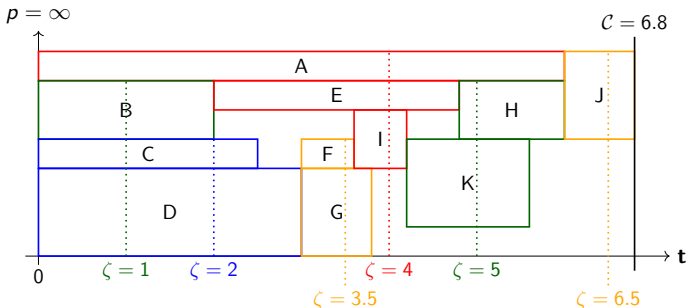 p = ∞
𝒞 = 6.8
A
J
E
B
H
I
C
F
K
D
G
t
0
ζ = 1
ζ = 2
ζ = 4
ζ = 5
ζ = 3.5
ζ = 6.5